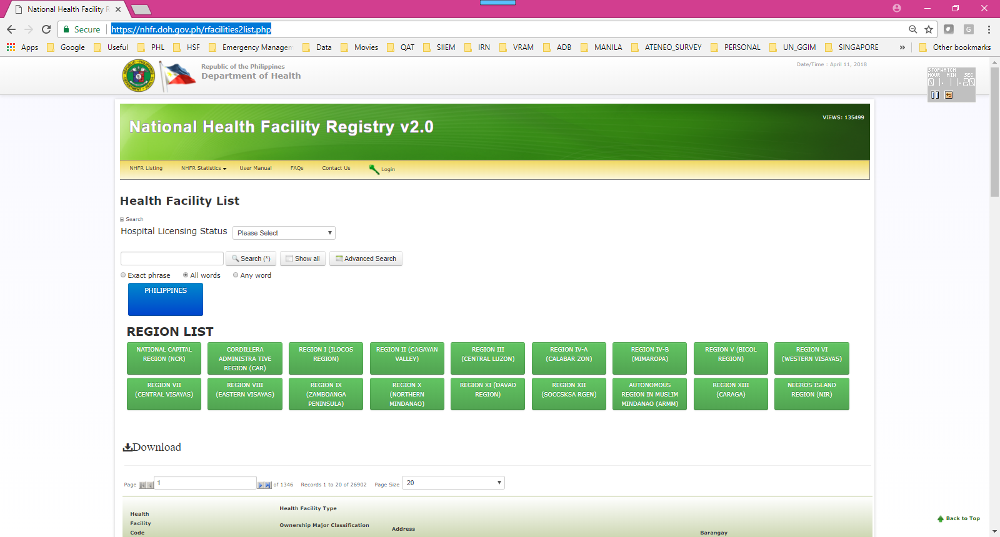 National Health Facility R
Secure https://nhfr.doh.gov.ph/rfacilities2list.php G
Apps Google Useful PHL HSF Emergency Managem Data Movies QAT SIIEM IRN VRAM ADB MANILA ATENEO_SURVEY PERSONAL UN_GGIM SINGAPORE » Other bookmarks
Republic of the Philippines
Department of Health
Date/Time : April 11, 2018
STOPWATCH
HOUR MIN SEC
01:11:20
National Health Facility Registry v2.0
VIEWS: 135499
NHFR Listing NHFR Statistics User Manual FAQs Contact Us Login
Health Facility List
Search
Hospital Licensing Status Please Select
Search (*) Show all Advanced Search
Exact phrase All words Any word
PHILIPPINES
REGION LIST
NATIONAL CAPITAL
REGION (NCR)
CORDILLERA
ADMINISTRA TIVE
REGION (CAR)
REGION I (ILOCOS
REGION)
REGION II (CAGAYAN
VALLEY)
REGION III
(CENTRAL LUZON)
REGION IV-A
(CALABAR ZON)
REGION IV-B
(MIMAROPA)
REGION V (BICOL
REGION)
REGION VI
(WESTERN VISAYAS)
REGION VII
(CENTRAL VISAYAS)
REGION VIII
(EASTERN VISAYAS)
REGION IX
(ZAMBOANGA
PENINSULA)
REGION X
(NORTHERN
MINDANAO)
REGION XI (DAVAO
REGION)
REGION XII
(SOCCSKSA RGEN)
AUTONOMOUS
REGION IN MUSLIM
MINDANAO (ARMM)
REGION XIII
(CARAGA)
NEGROS ISLAND
REGION (NIR)
Download
Page 1 of 1346 Records 1 to 20 of 26902 Page Size 20
Health
Facility
Code
Health Facility Type
Ownership Major Classification
Address
Barangay
Back to Top